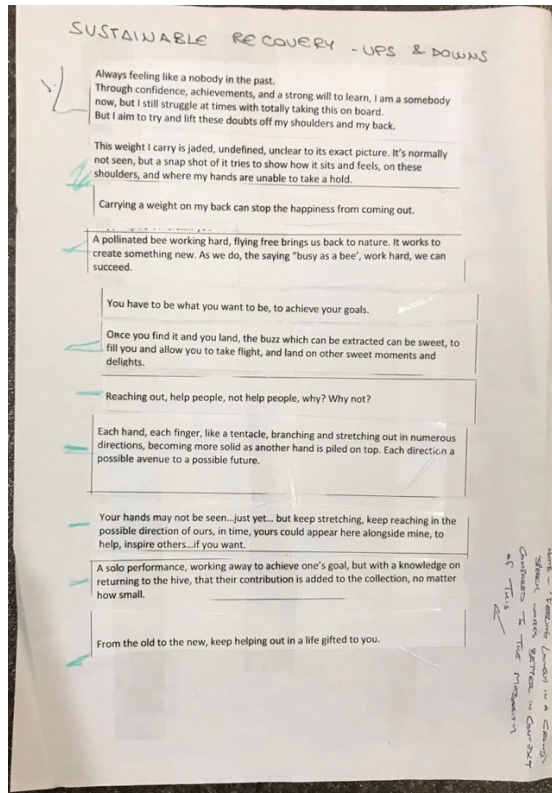 SUSTAINABLE RECOVERY - UPS & DOWNS
Always feeling like a nobody in the past.
Through confidence, achievements, and a strong will to learn, I am a somebody
now, but I still struggle at times with totally taking this on board.
But I aim to try and lift these doubts off my shoulders and my back.
This weight I carry is jaded, undefined, unclear to its exact picture. It's normally
not seen, but a snap shot of it tries to show how it sits and feels, on these
shoulders, and where my hands are unable to take a hold.
Carrying a weight on my back can stop the happiness from coming out.
A pollinated bee working hard, flying free brings us back to nature. It works to
create something new. As we do, the saying "busy as a bee', work hard, we can
succeed.
You have to be what you want to be, to achieve your goals.
Once you find it and you land, the buzz which can be extracted can be sweet, to
fill you and allow you to take flight, and land on other sweet moments and
delights.
Reaching out, help people, not help people, why? Why not?
Each hand, each finger, like a tentacle, branching and stretching out in numerous
directions, becoming more solid as another hand is piled on top. Each direction a
possible avenue to a possible future.
Your hands may not be seen...just yet... but keep stretching, keep reaching in the
possible direction of ours, in time, yours could appear here alongside mine, to
help, inspire others...if you want.
A solo performance, working away to achieve one's goal, but with a knowledge on
returning to the hive, that their contribution is added to the collection, no matter
how small.
From the old to the new, keep helping out in a life gifted to you.
NOTE - 'FEELING IN A CROWD'
SPEECH WORKS BETTER IN CONTEXT
COMPARED TO THE MAJORITY
OF THIS